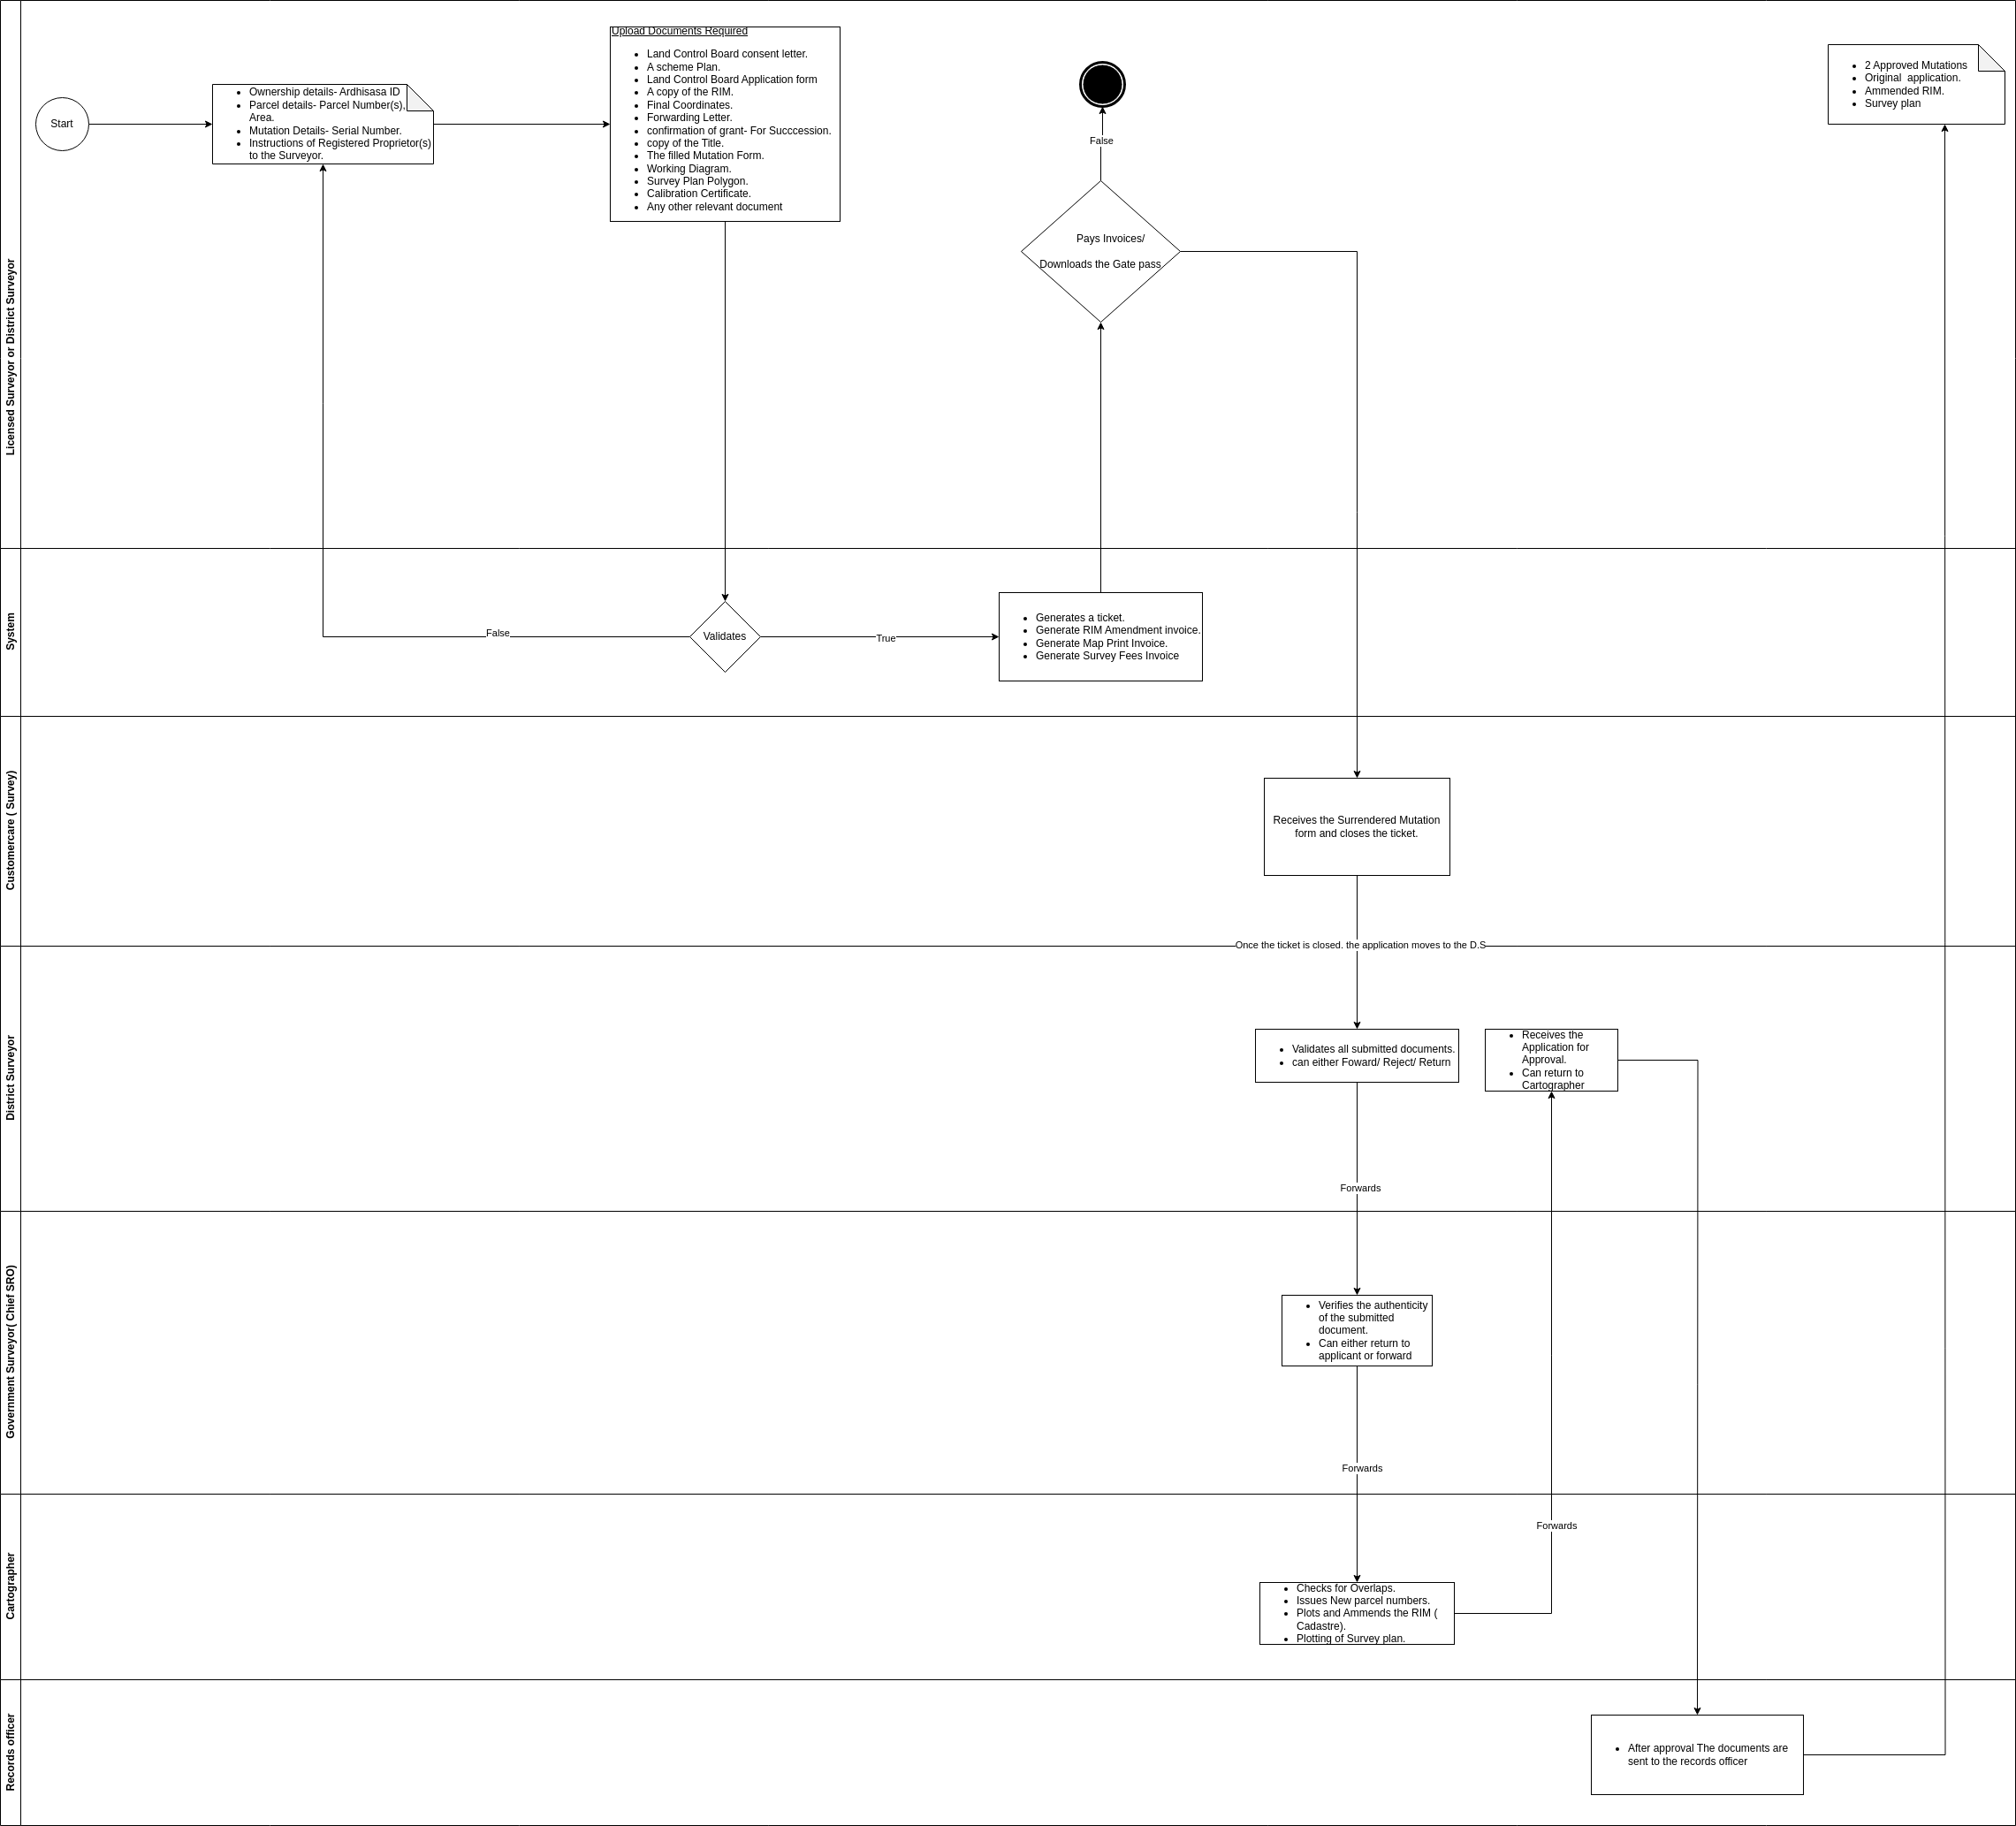 Licensed Surveyor or District Surveyor
Start
Ownership details- Ardhisasa ID
Parcel details- Parcel Number(s),
Area.
Mutation Details- Serial Number.
Instructions of Registered Proprietor(s)
to the Surveyor.
Upload Documents Required
Land Control Board consent letter.
A scheme Plan.
Land Control Board Application form
A copy of the RIM.
Final Coordinates.
Forwarding Letter.
confirmation of grant- For Succcession.
copy of the Title.
The filled Mutation Form.
Working Diagram.
Survey Plan Polygon.
Calibration Certificate.
Any other relevant document
False
Pays Invoices/
Downloads the Gate pass
2 Approved Mutations
Original  application.
Ammended RIM.
Survey plan
System
False
Validates
True
Generates a ticket.
Generate RIM Amendment invoice.
Generate Map Print Invoice.
Generate Survey Fees Invoice
Customercare ( Survey)
Receives the Surrendered Mutation
form and closes the ticket.
Once the ticket is closed. the application moves to the D.S
District Surveyor
Validates all submitted documents.
can either Foward/ Reject/ Return
Receives the
Application for
Approval.
Can return to
Cartographer
Forwards
Government Surveyor( Chief SRO)
Verifies the authenticity
of the submitted
document.
Can either return to
applicant or forward
Forwards
Cartographer
Forwards
Checks for Overlaps.
Issues New parcel numbers.
Plots and Ammends the RIM (
Cadastre).
Plotting of Survey plan.
Records officer
After approval The documents are
sent to the records officer